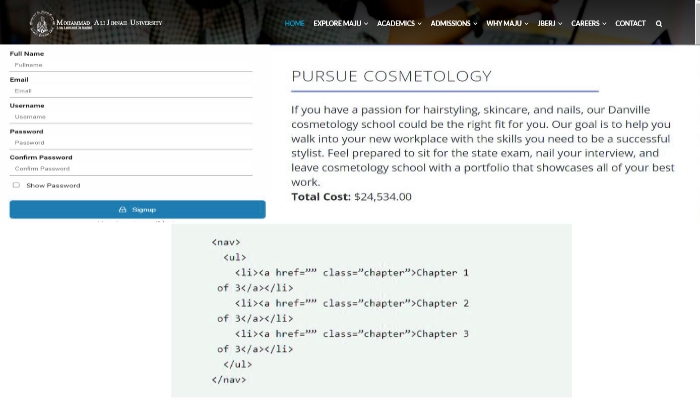 MOHAMMAD ALI JINNAH UNIVERSITY
HOME EXPLORE MAJU ACADEMICS ADMISSIONS WHY MAJU JBERJ CAREERS CONTACT
Full Name
Fullname
Email
Email
Username
Username
Password
Password
Confirm Password
Confirm Password
Show Password
Signup
PURSUE COSMETOLOGY
If you have a passion for hairstyling, skincare, and nails, our Danville
cosmetology school could be the right fit for you. Our goal is to help you
walk into your new workplace with the skills you need to be a successful
stylist. Feel prepared to sit for the state exam, nail your interview, and
leave cosmetology school with a portfolio that showcases all of your best
work.
Total Cost: $24,534.00
<nav>
<ul>
<li><a href="" class="chapter">Chapter 1
of 3</a></li>
<li><a href="" class="chapter">Chapter 2
of 3</a></li>
<li><a href="" class="chapter">Chapter 3
of 3</a></li>
</ul>
</nav>